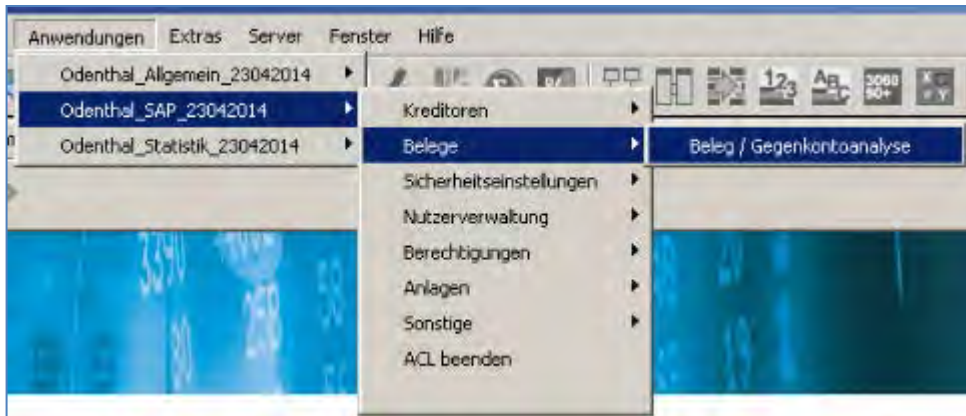 Anwendungen Extras Server Fenster Hilfe
Odenthal_Allgemein_23042014
Odenthal_SAP_23042014
Odenthal_Statistik_23042014
Kreditoren
Belege
Sicherheitseinstellungen
Nutzerverwaltung
Berechtigungen
Anlagen
Sonstige
ACL beenden
Beleg / Gegenkontoanalyse